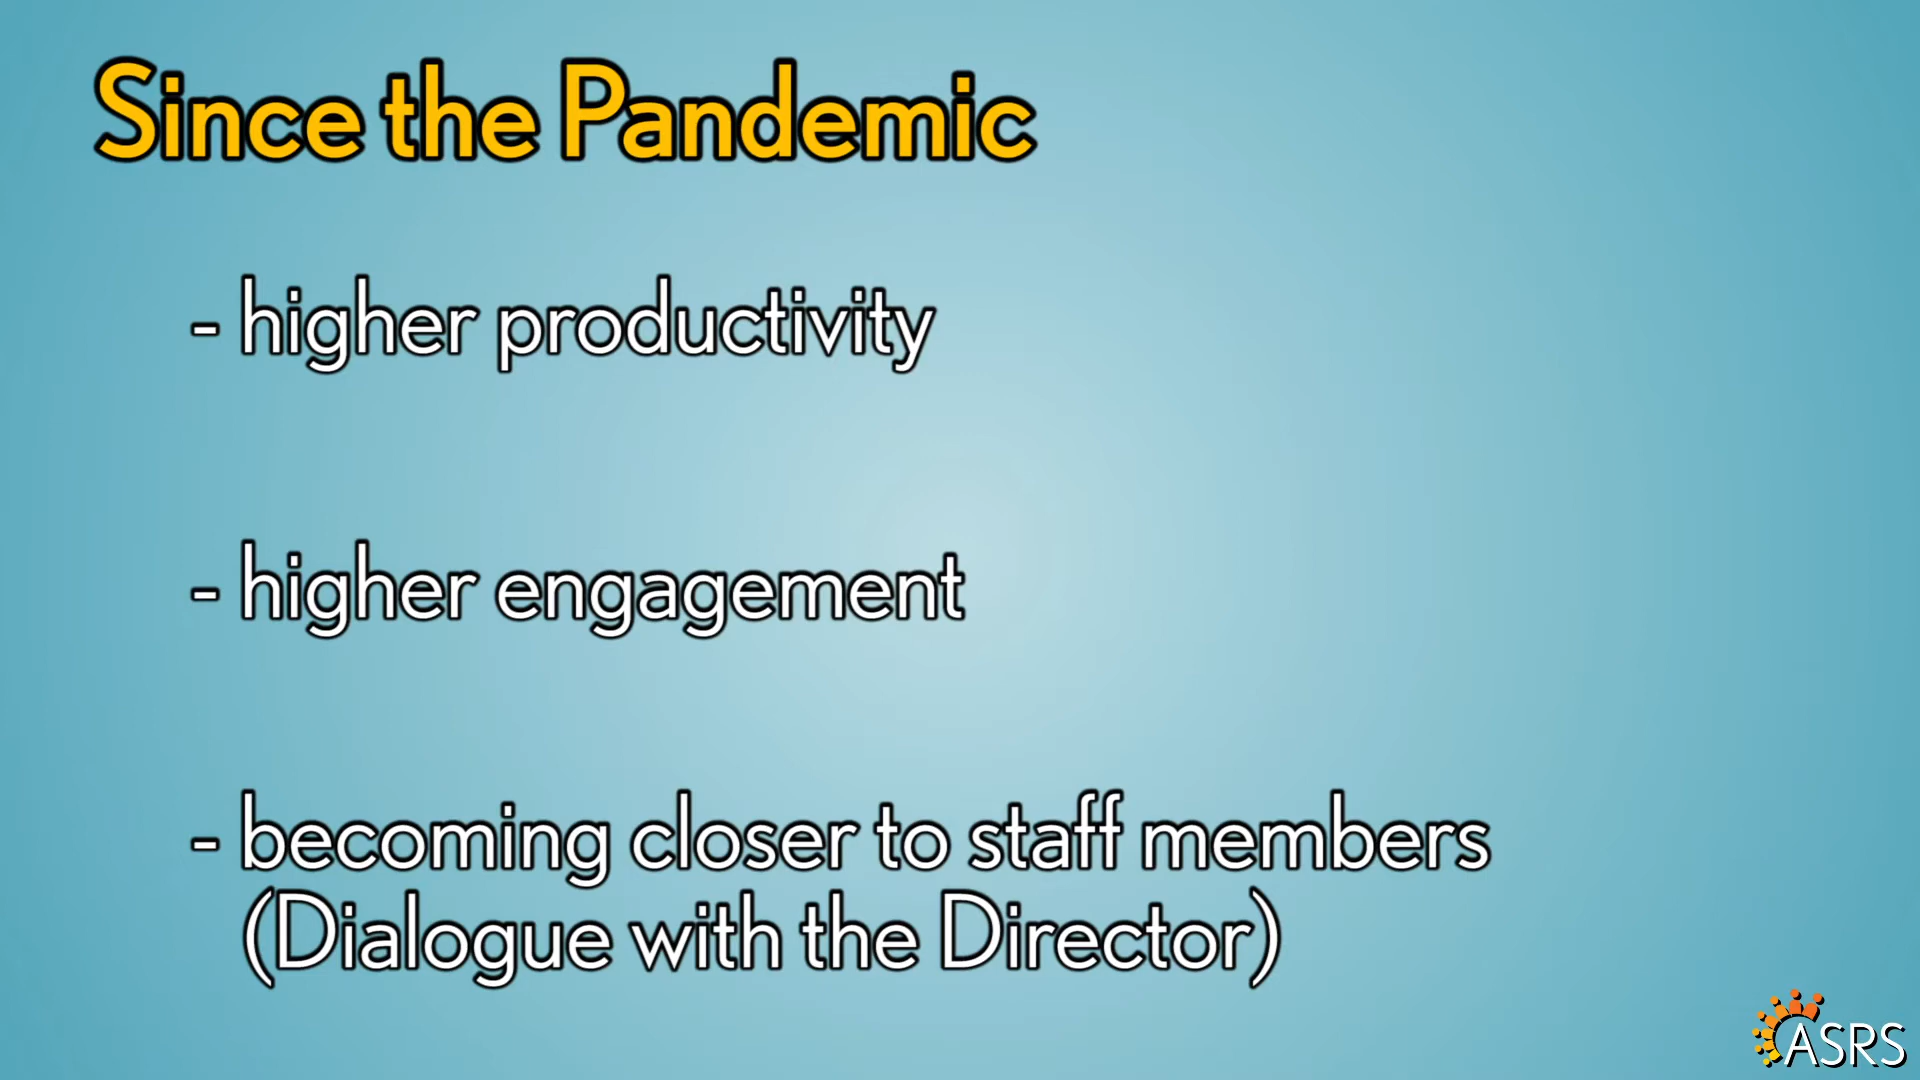 Since the Pandemic
- higher productivity
- higher engagement
- becoming closer to staff members
(Dialogue with the Director)
ASRS